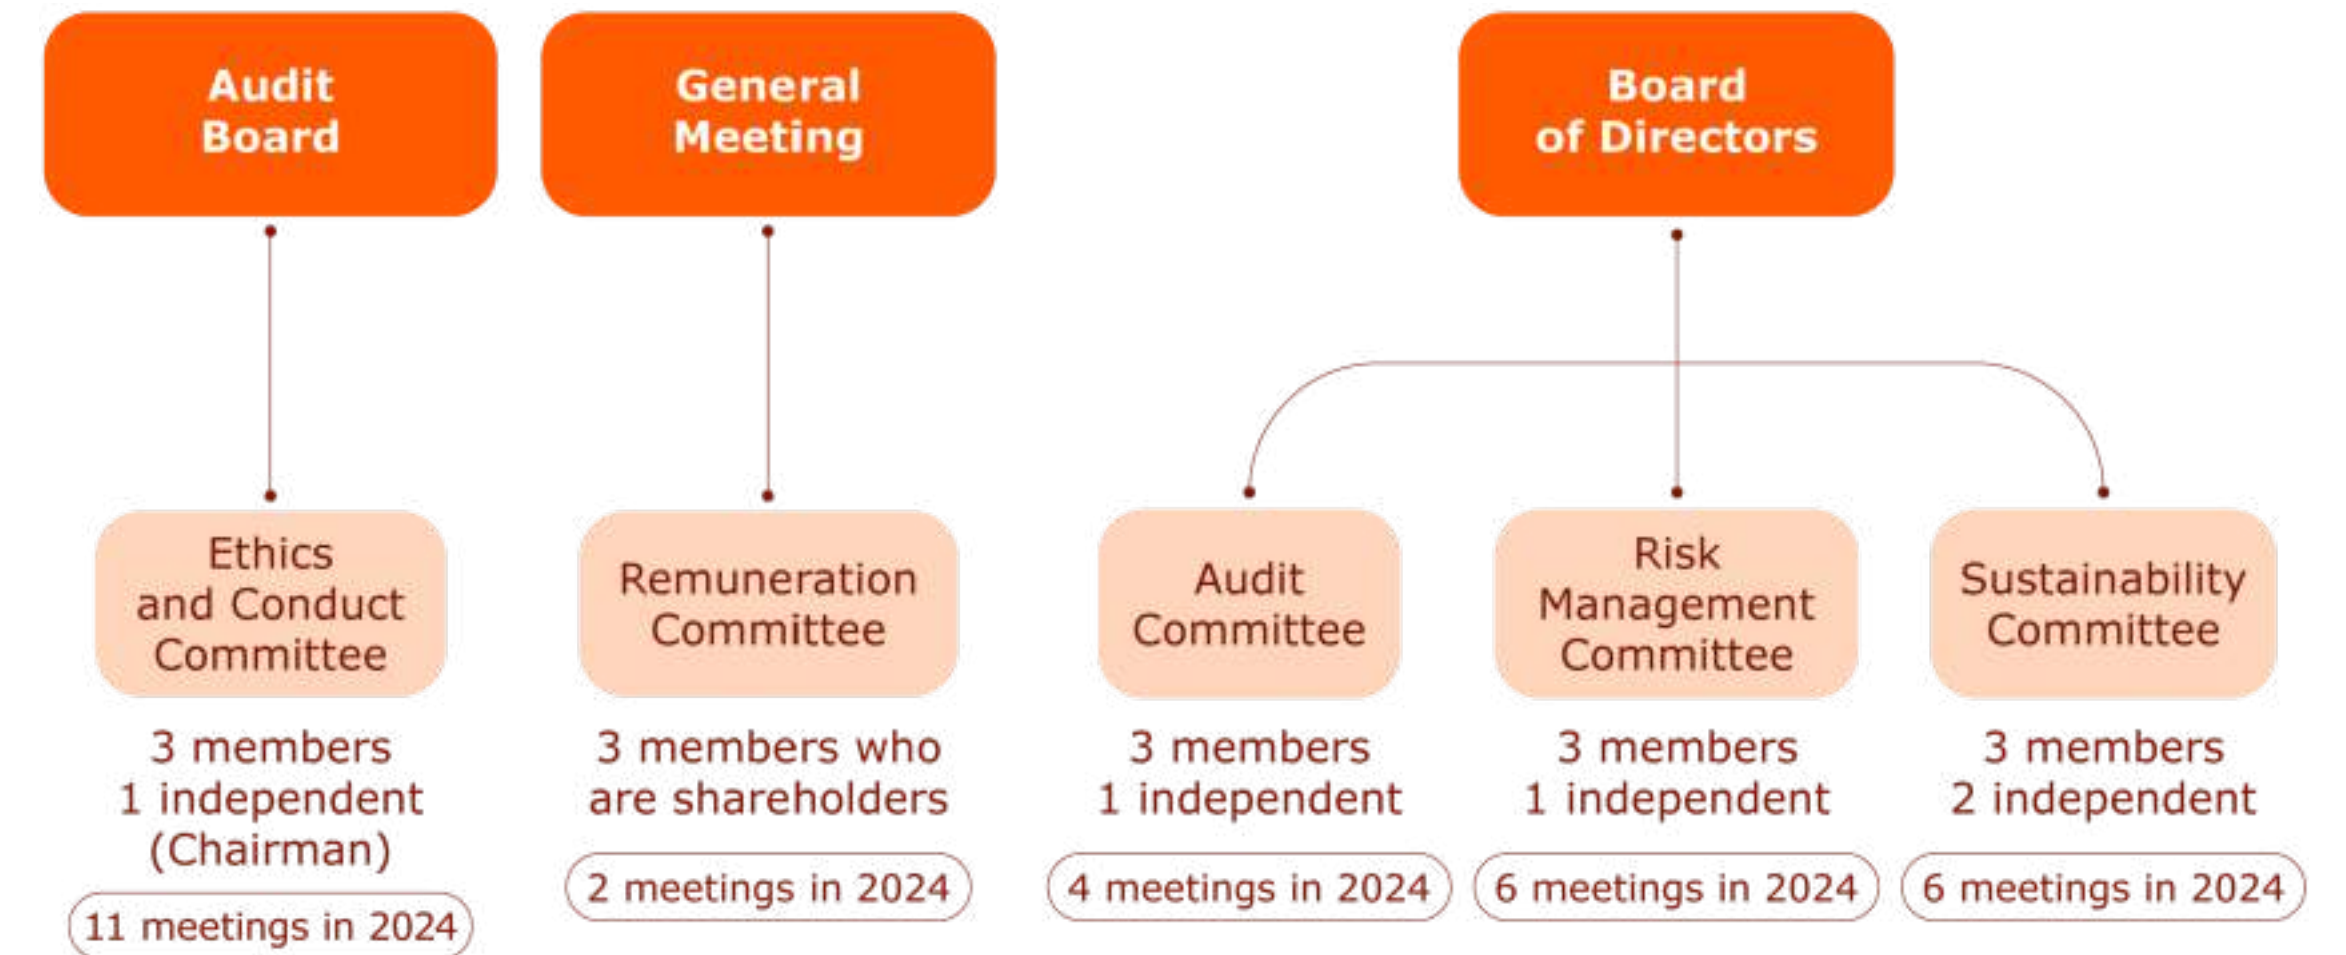 Audit
Board
General
Meeting
Board
of Directors
Ethics
and Conduct
Committee
3 members
1 independent
(Chairman)
11 meetings in 2024
Remuneration
Committee
3 members who
are shareholders
2 meetings in 2024
Audit
Committee
3 members
1 independent
4 meetings in 2024
Risk
Management
Committee
3 members
1 independent
6 meetings in 2024
Sustainability
Committee
3 members
2 independent
6 meetings in 2024